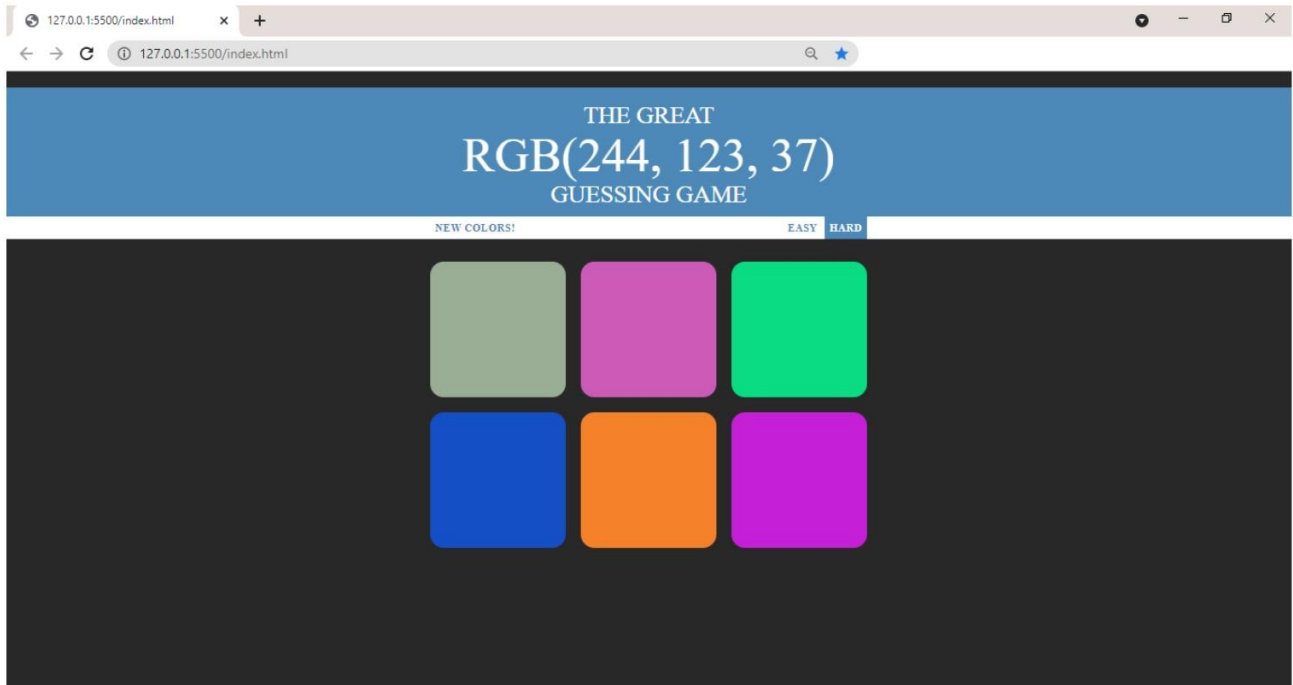 127.0.0.1:5500/index.html
127.0.0.1:5500/index.html
THE GREAT
RGB(244, 123, 37)
GUESSING GAME
NEW COLORS! EASY HARD